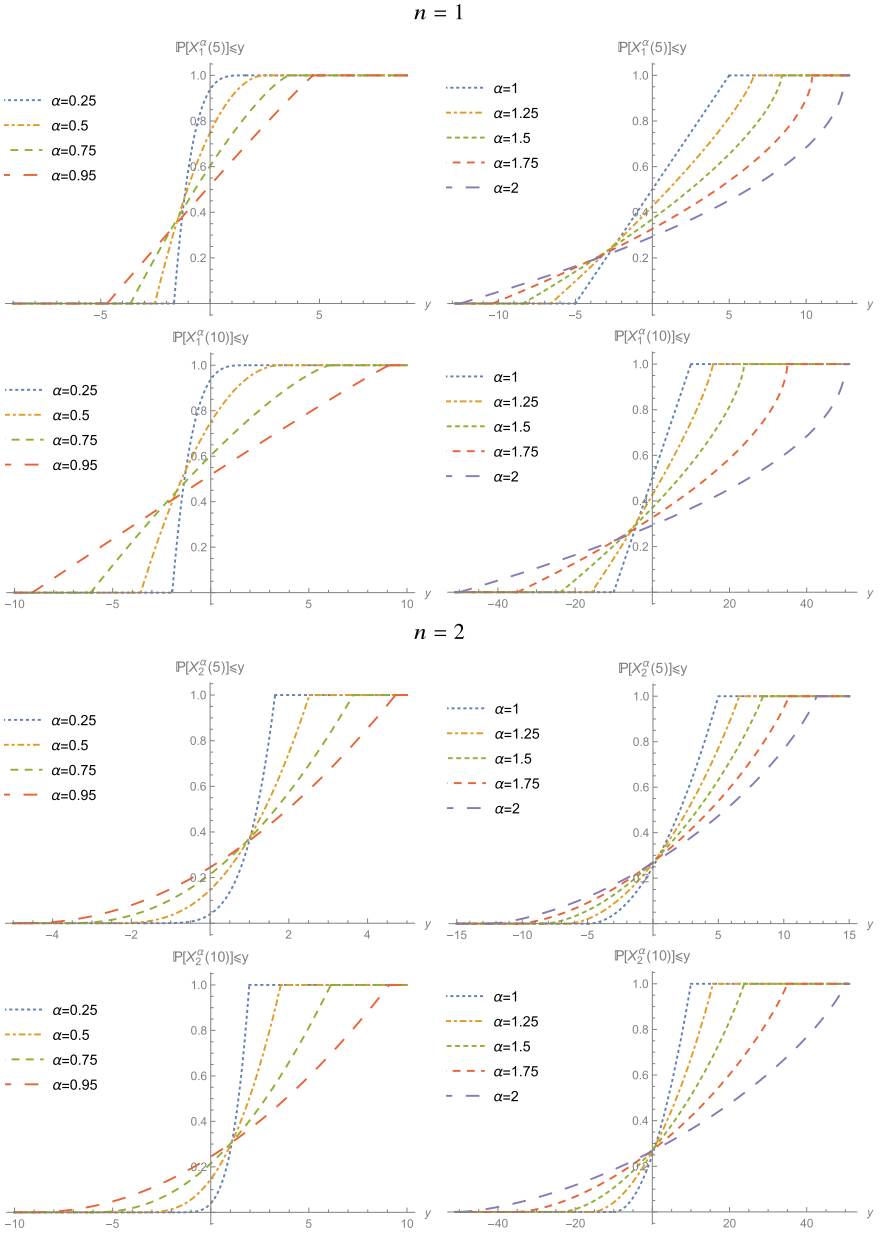 n = 1
ℙ[X₁^α(5)]⩽y
α=0.25
α=0.5
α=0.75
α=0.95
1.0
0.8
0.6
0.4
0.2
−5
5
y
ℙ[X₁^α(5)]⩽y
α=1
α=1.25
α=1.5
α=1.75
α=2
1.0
0.8
0.6
0.4
0.2
−10
−5
5
10
y
ℙ[X₁^α(10)]⩽y
α=0.25
α=0.5
α=0.75
α=0.95
1.0
0.8
0.6
0.4
0.2
−10
−5
5
10
y
ℙ[X₁^α(10)]⩽y
α=1
α=1.25
α=1.5
α=1.75
α=2
1.0
0.8
0.6
0.4
0.2
−40
−20
20
40
y
n = 2
ℙ[X₂^α(5)]⩽y
α=0.25
α=0.5
α=0.75
α=0.95
1.0
0.8
0.6
0.4
0.2
−4
−2
2
4
y
ℙ[X₂^α(5)]⩽y
α=1
α=1.25
α=1.5
α=1.75
α=2
1.0
0.8
0.6
0.4
0.2
−15
−10
−5
5
10
15
y
ℙ[X₂^α(10)]⩽y
α=0.25
α=0.5
α=0.75
α=0.95
1.0
0.8
0.6
0.4
0.2
−10
−5
5
10
y
ℙ[X₂^α(10)]⩽y
α=1
α=1.25
α=1.5
α=1.75
α=2
1.0
0.8
0.6
0.4
0.2
−40
−20
20
40
y